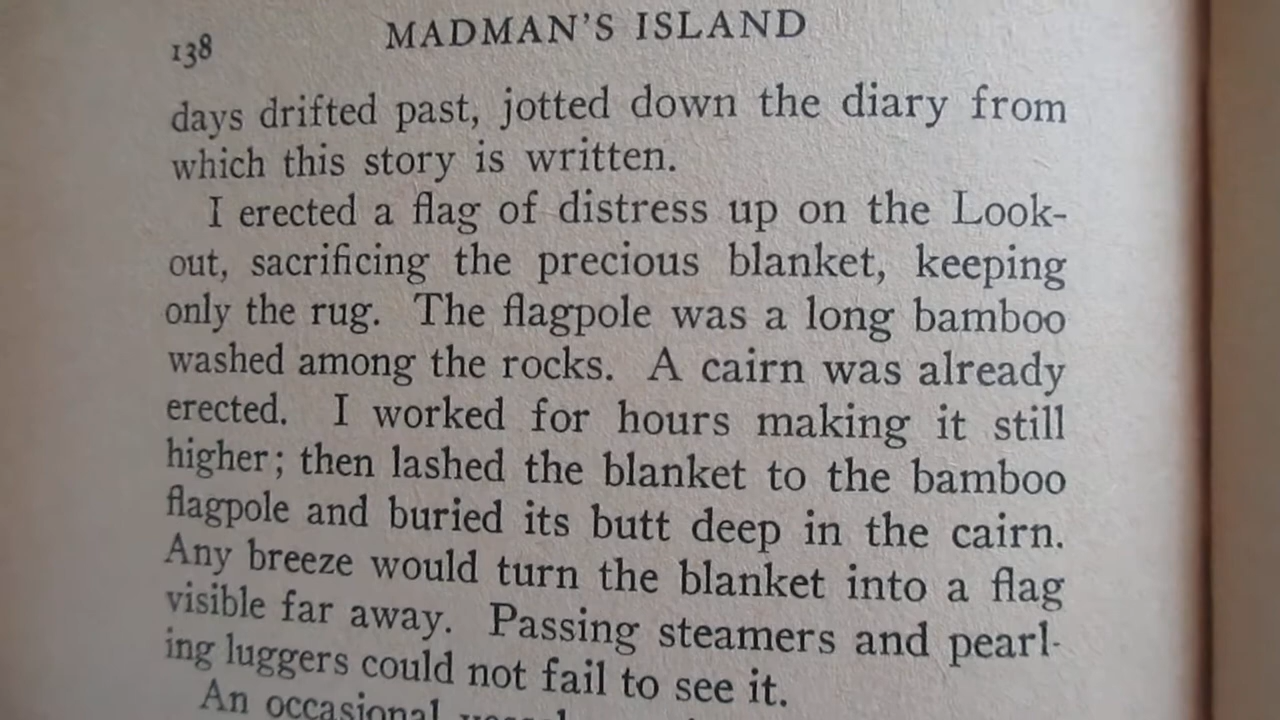 138
MADMAN'S ISLAND
days drifted past, jotted down the diary from
which this story is written.
I erected a flag of distress up on the Look-
out, sacrificing the precious blanket, keeping
only the rug. The flagpole was a long bamboo
washed among the rocks. A cairn was already
erected. I worked for hours making it still
higher; then lashed the blanket to the bamboo
flagpole and buried its butt deep in the cairn.
Any breeze would turn the blanket into a flag
visible far away. Passing steamers and pearl-
ing luggers could not fail to see it.
An occasional